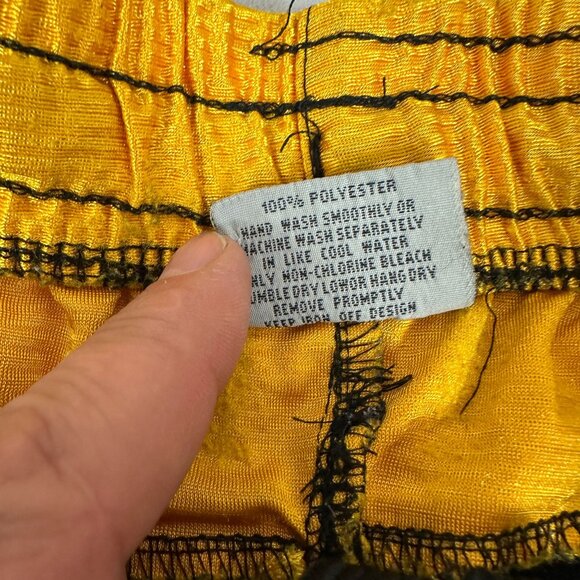 100% POLYESTER
HAND WASH SMOOTHLY OR
MACHINE WASH SEPARATELY
IN LIKE COOL WATER
ONLY NON-CHLORINE BLEACH
TUMBLE DRY LOW OR HANG DRY
REMOVE PROMPTLY
KEEP IRON OFF DESIGN